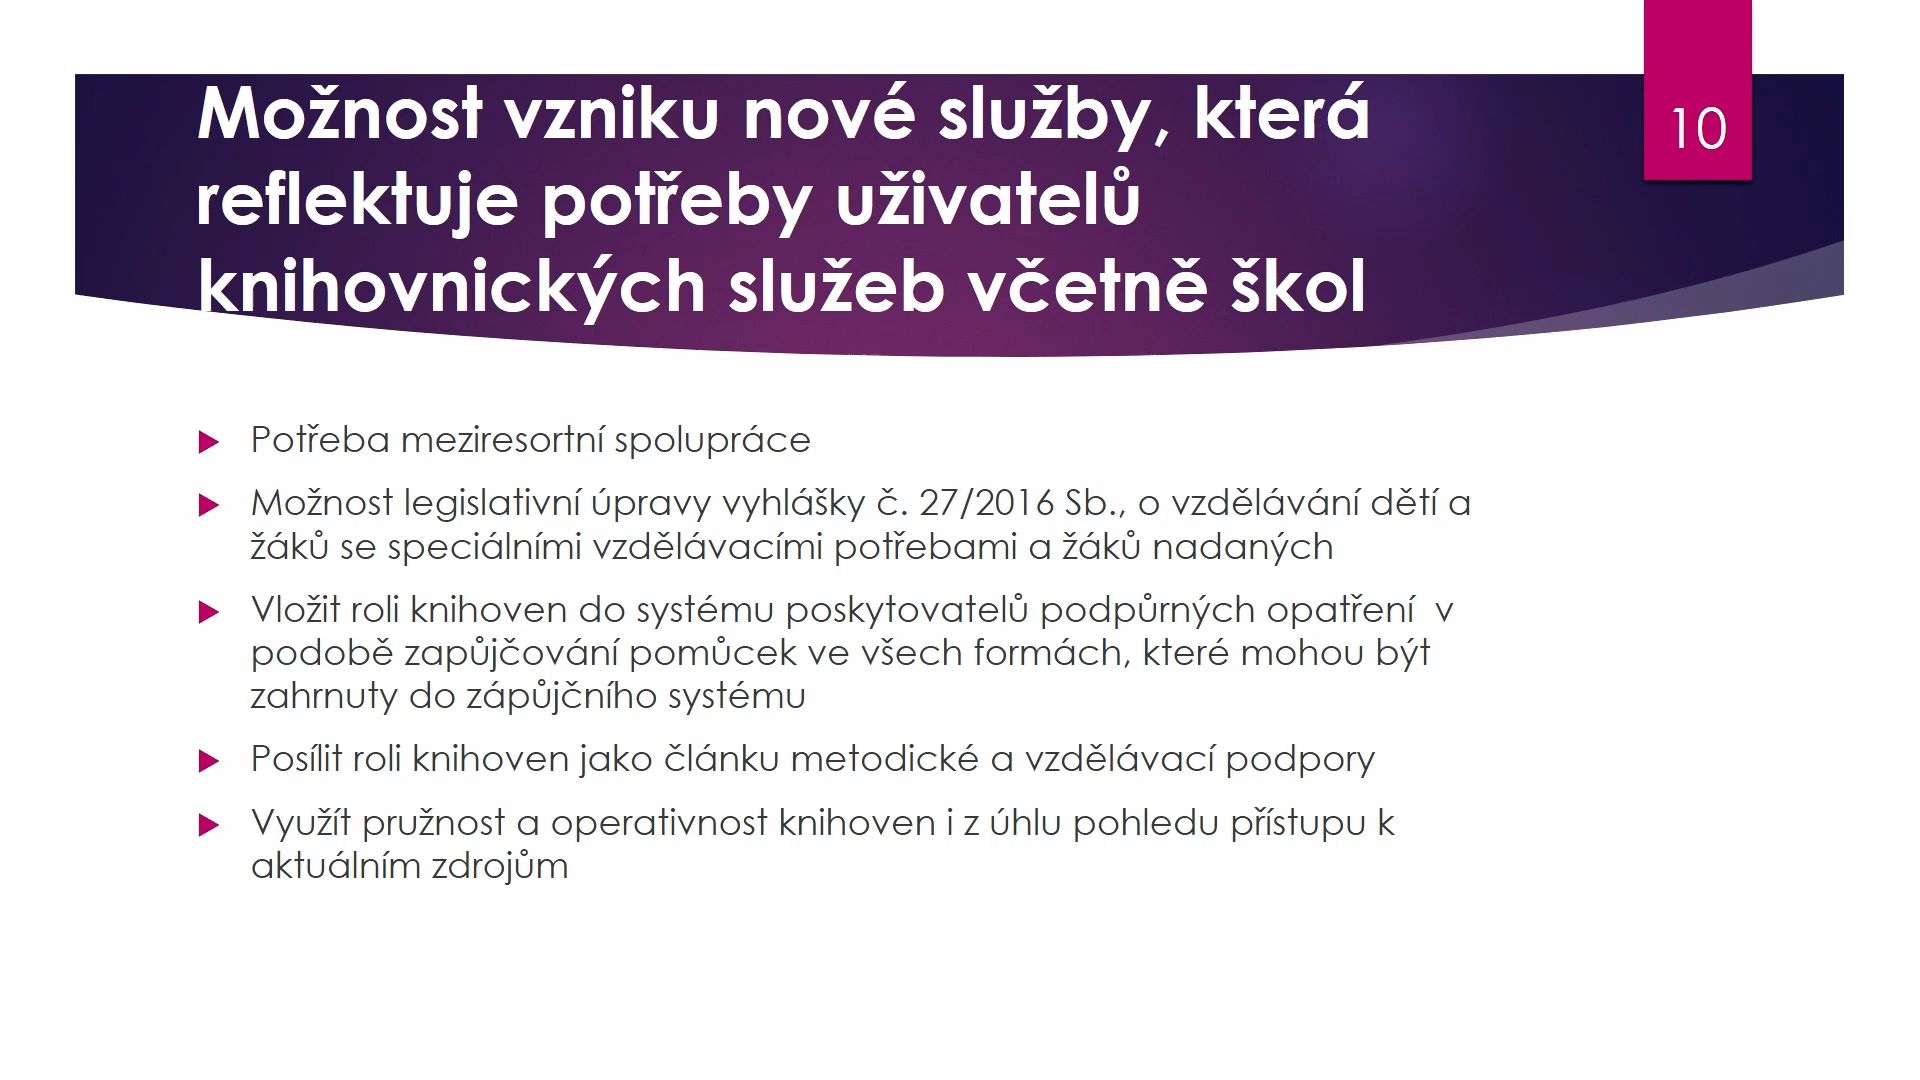 Možnost vzniku nové služby, která
reflektuje potřeby uživatelů
knihovnických služeb včetně škol
10
Potřeba meziresortní spolupráce
Možnost legislativní úpravy vyhlášky č. 27/2016 Sb., o vzdělávání dětí a
žáků se speciálními vzdělávacími potřebami a žáků nadaných
Vložit roli knihoven do systému poskytovatelů podpůrných opatření  v
podobě zapůjčování pomůcek ve všech formách, které mohou být
zahrnuty do zápůjčního systému
Posílit roli knihoven jako článku metodické a vzdělávací podpory
Využít pružnost a operativnost knihoven i z úhlu pohledu přístupu k
aktuálním zdrojům